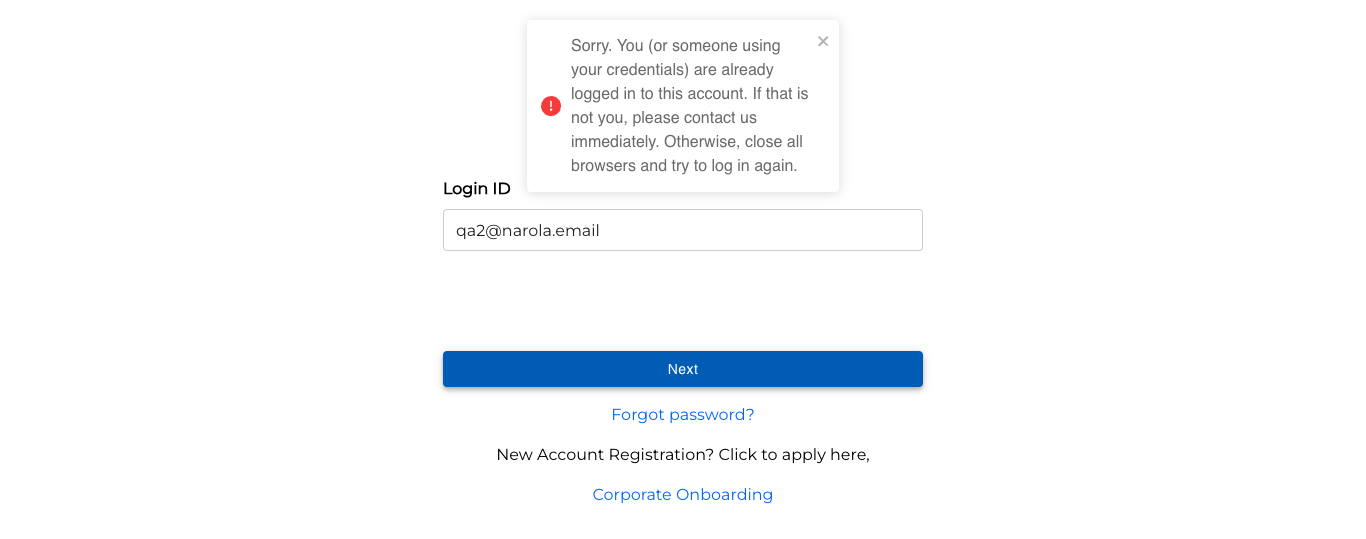 Sorry. You (or someone using
your credentials) are already
logged in to this account. If that is
not you, please contact us
immediately. Otherwise, close all
browsers and try to log in again.
Login ID
qa2@narola.email
Next
Forgot password?
New Account Registration? Click to apply here,
Corporate Onboarding